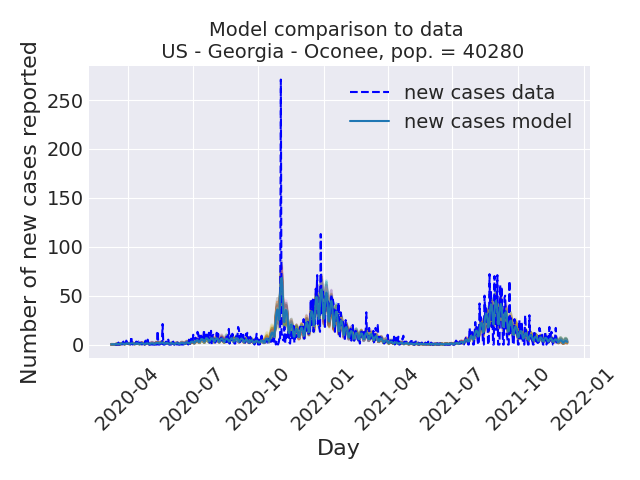 Model comparison to data
US - Georgia - Oconee, pop. = 40280
Number of new cases reported
250
200
150
100
50
0
new cases data
new cases model
2020-04
2020-07
2020-10
2021-01
2021-04
2021-07
2021-10
2022-01
Day